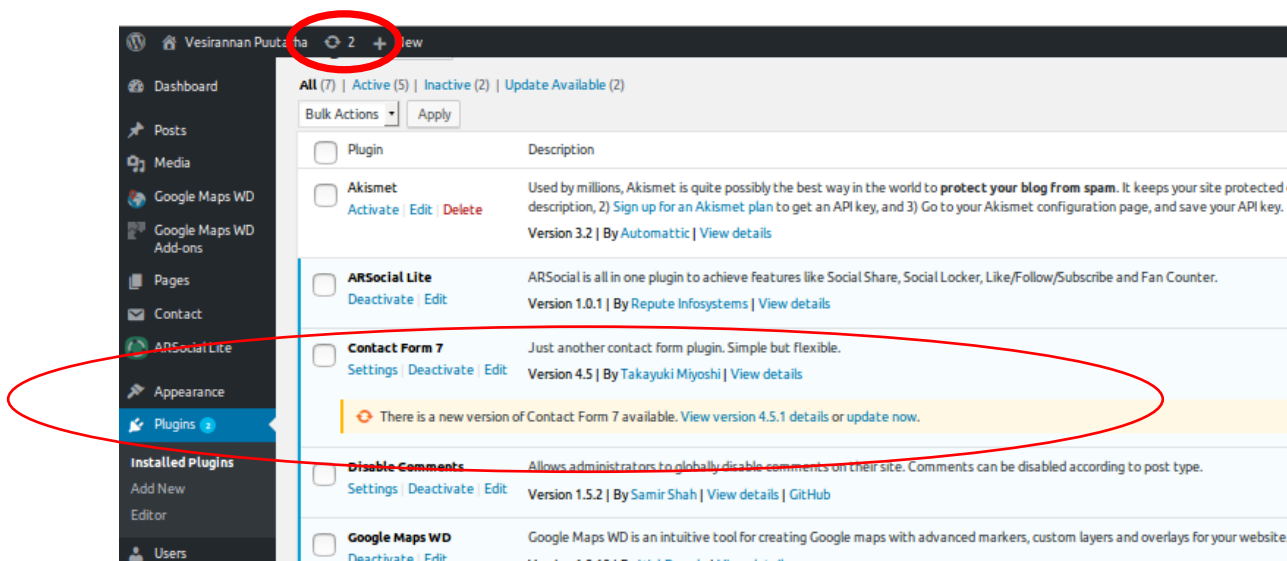 Vesirannan Puutarha 2 + New
Dashboard
Posts
Media
Google Maps WD
Google Maps WD
Add-ons
Pages
Contact
ARSocial Lite
Appearance
Plugins 2
Installed Plugins
Add New
Editor
Users
All (7) | Active (5) | Inactive (2) | Update Available (2)
Bulk Actions Apply
Plugin Description
Akismet
Activate | Edit | Delete
Used by millions, Akismet is quite possibly the best way in the world to protect your blog from spam. It keeps your site protected
description, 2) Sign up for an Akismet plan to get an API key, and 3) Go to your Akismet configuration page, and save your API key.
Version 3.2 | By Automattic | View details
ARSocial Lite
Deactivate | Edit
ARSocial is all in one plugin to achieve features like Social Share, Social Locker, Like/Follow/Subscribe and Fan Counter.
Version 1.0.1 | By Repute Infosystems | View details
Contact Form 7
Settings | Deactivate | Edit
Just another contact form plugin. Simple but flexible.
Version 4.5 | By Takayuki Miyoshi | View details
There is a new version of Contact Form 7 available. View version 4.5.1 details or update now.
Disable Comments
Settings | Deactivate | Edit
Allows administrators to globally disable comments on their site. Comments can be disabled according to post type.
Version 1.5.2 | By Samir Shah | View details | GitHub
Google Maps WD
Deactivate | Edit
Google Maps WD is an intuitive tool for creating Google maps with advanced markers, custom layers and overlays for your website